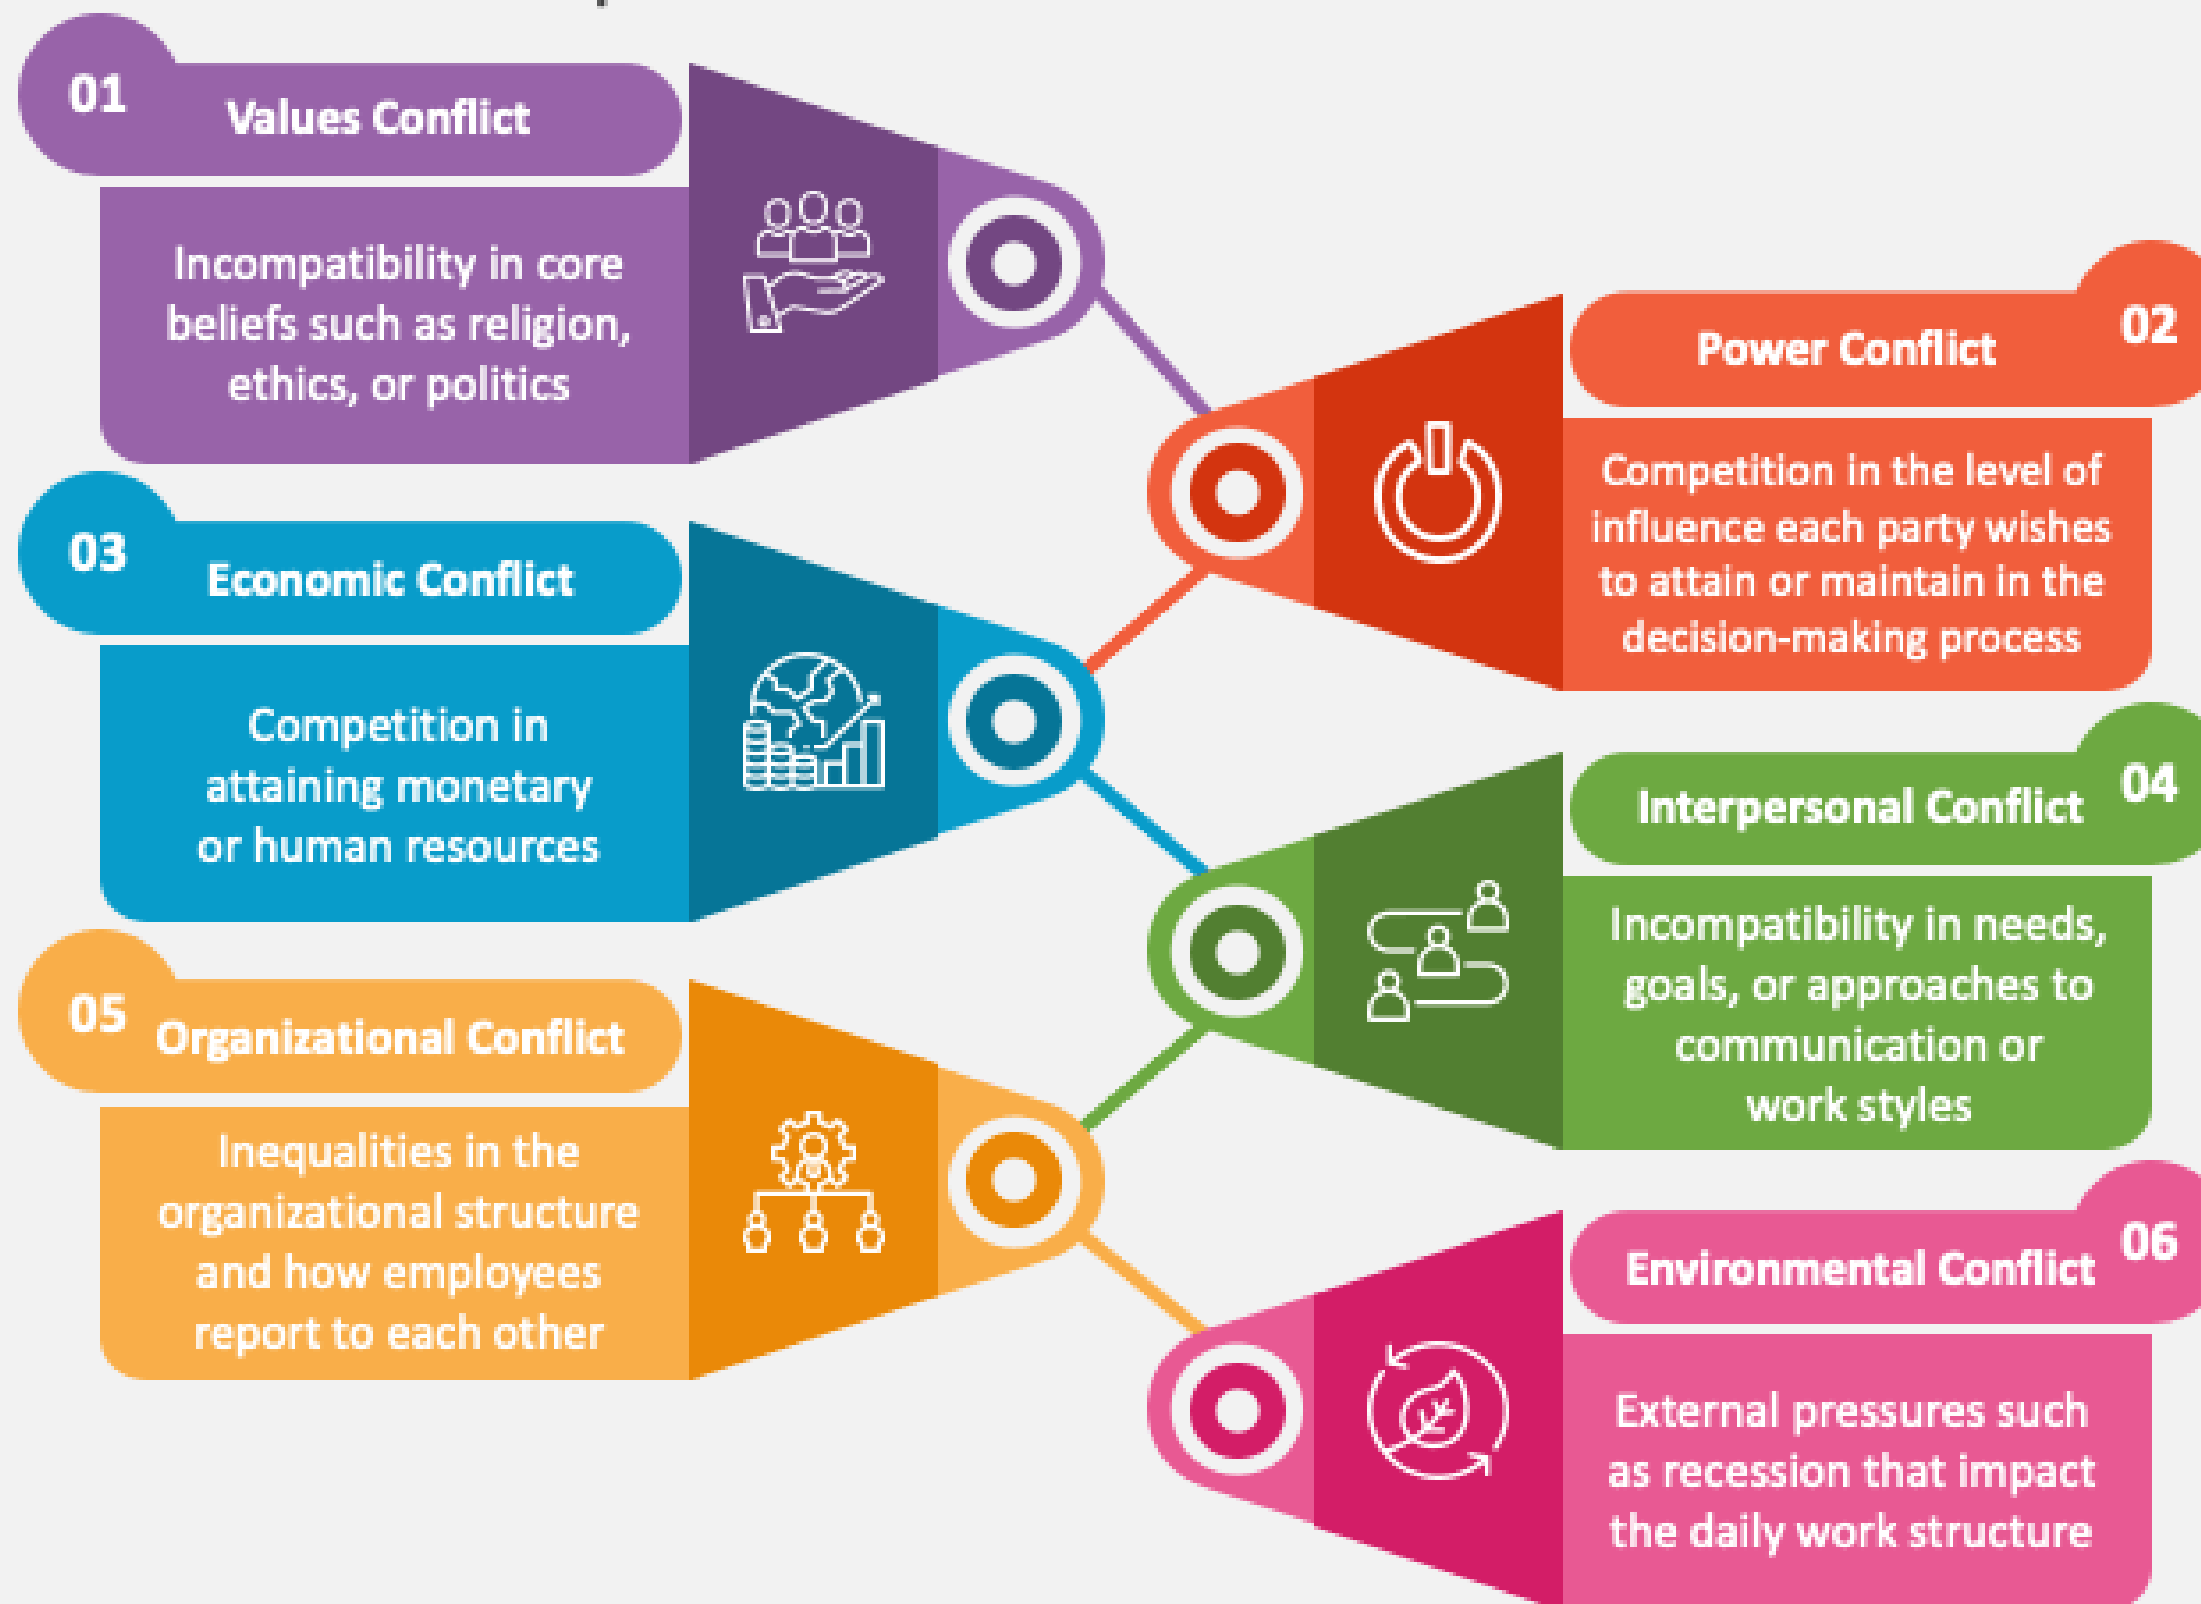 01
Values Conflict
Incompatibility in core
beliefs such as religion,
ethics, or politics
02
Power Conflict
Competition in the level of
influence each party wishes
to attain or maintain in the
decision-making process
03
Economic Conflict
Competition in
attaining monetary
or human resources
04
Interpersonal Conflict
Incompatibility in needs,
goals, or approaches to
communication or
work styles
05
Organizational Conflict
Inequalities in the
organizational structure
and how employees
report to each other
06
Environmental Conflict
External pressures such
as recession that impact
the daily work structure